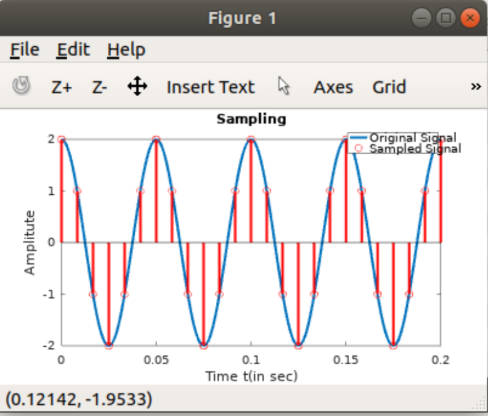 Figure 1
File Edit Help
Z+ Z- Insert Text Axes Grid »
Sampling
Original Signal
Sampled Signal
2
1
0
-1
-2
Amplitute
0 0.05 0.1 0.15 0.2
Time t(in sec)
(0.12142, -1.9533)